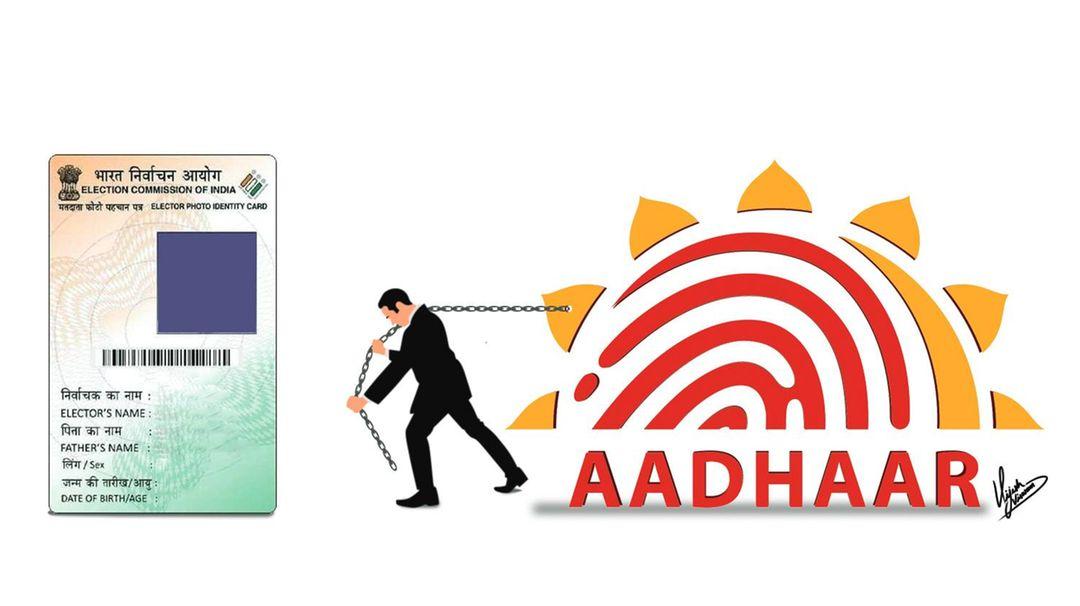 भारत निर्वाचन आयोग
ELECTION COMMISSION OF INDIA
मतदाता फोटो पहचान पत्र ELECTOR PHOTO IDENTITY CARD
निर्वाचक का नाम :
ELECTOR'S NAME :
पिता का नाम :
FATHER'S NAME :
लिंग / Sex :
जन्म की तारीख/आयु :
DATE OF BIRTH/AGE :
AADHAAR